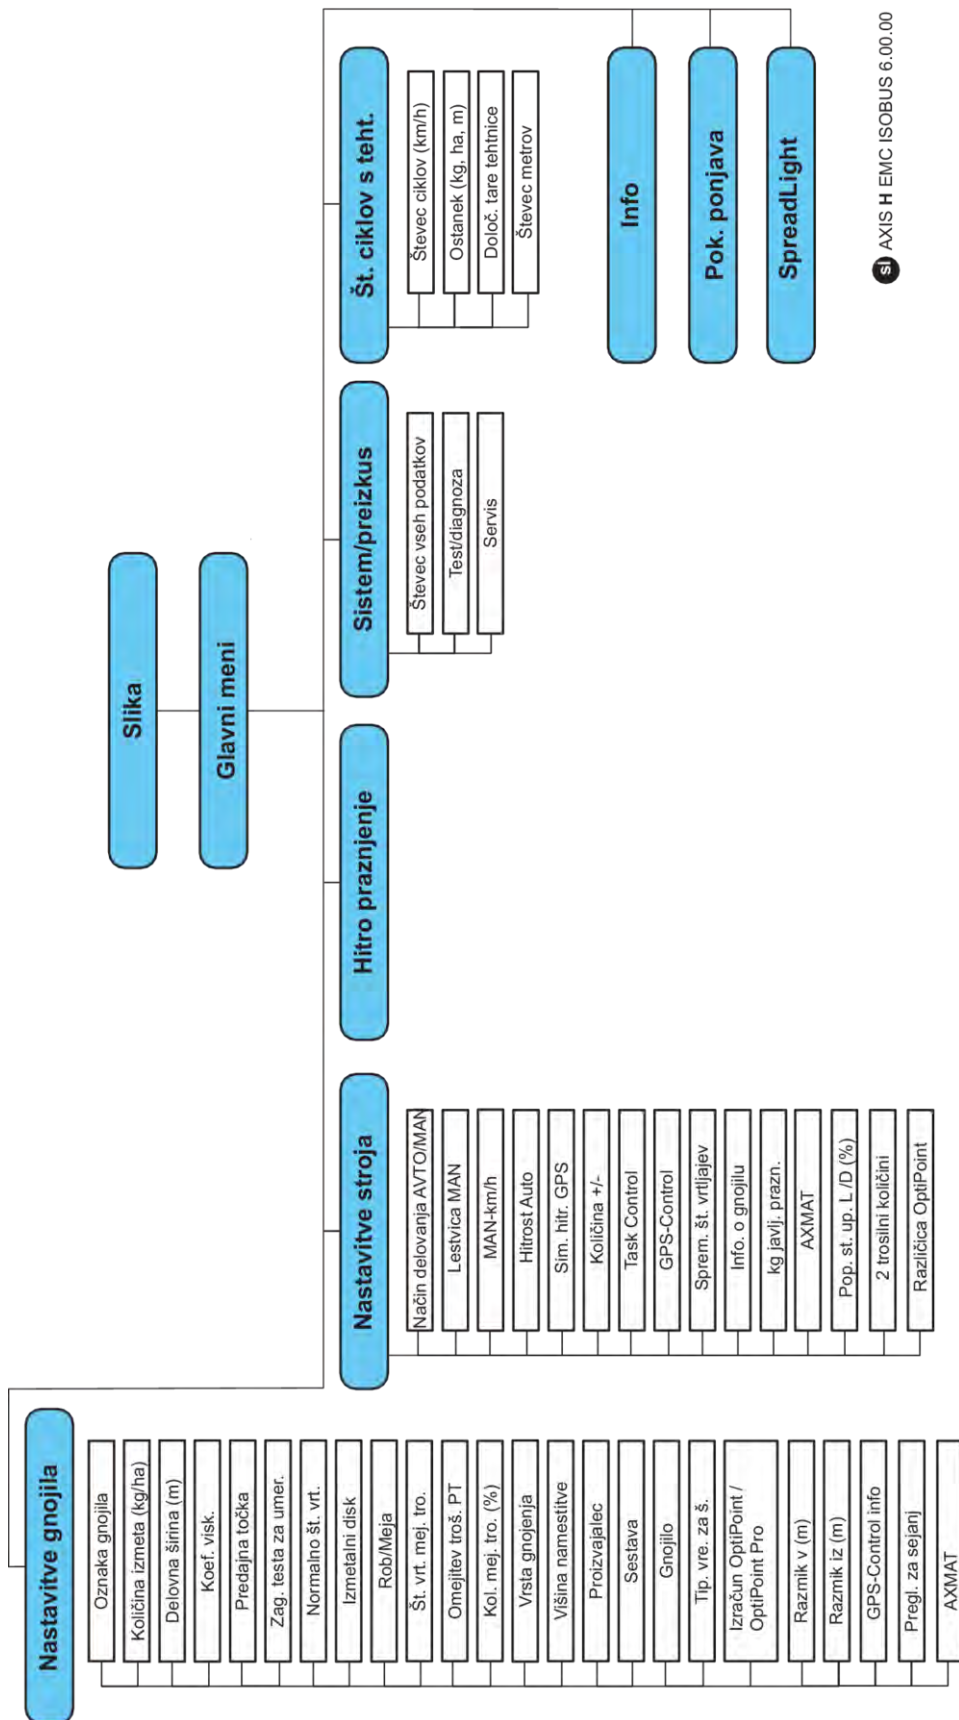 Slika
Glavni meni
Nastavitve gnojila
Oznaka gnojila
Količina izmeta (kg/ha)
Delovna širina (m)
Koef. visk.
Predajna točka
Zag. testa za umer.
Normalno št. vrt.
Izmetalni disk
Rob/Meja
Št. vrt. mej. tro.
Omejitev troš. PT
Kol. mej. tro. (%)
Vrsta gnojenja
Višina namestitve
Proizvajalec
Sestava
Gnojilo
Tip. vre. za š.
Izračun OptiPoint /
OptiPoint Pro
Razmik v (m)
Razmik iz (m)
GPS-Control info
Pregl. za sejanj
AXMAT
Nastavitve stroja
Način delovanja AVTO/MAN
Lestvica MAN
MAN-km/h
Hitrost Auto
Sim. hitr. GPS
Količina +/-
Task Control
GPS-Control
Sprem. št. vrtljajev
Info. o gnojilu
kg javlj. prazn.
AXMAT
Pop. st. up. L /D (%)
2 trosilni količini
Različica OptiPoint
Hitro praznjenje
Sistem/preizkus
Števec vseh podatkov
Test/diagnoza
Servis
Št. ciklov s teht.
Števec ciklov (km/h)
Ostanek (kg, ha, m)
Določ. tare tehtnice
Števec metrov
Info
Pok. ponjava
SpreadLight
sl AXIS H EMC ISOBUS 6.00.00